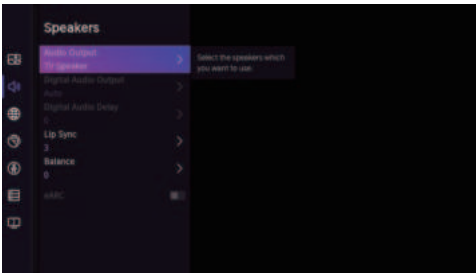 Speakers
Audio Output
TV Speaker
Select the speakers which
you want to use.
Digital Audio Output
Auto
Digital Audio Delay
0
Lip Sync
3
Balance
0
eARC